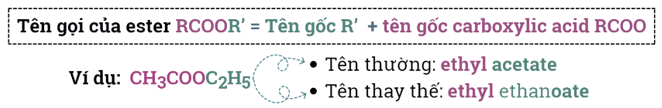 Tên gọi của ester RCOOR’ = Tên gốc R’ + tên gốc carboxylic acid RCOO
Ví dụ: CH₃COOC₂H₅
• Tên thường: ethyl acetate
• Tên thay thế: ethyl ethanoate